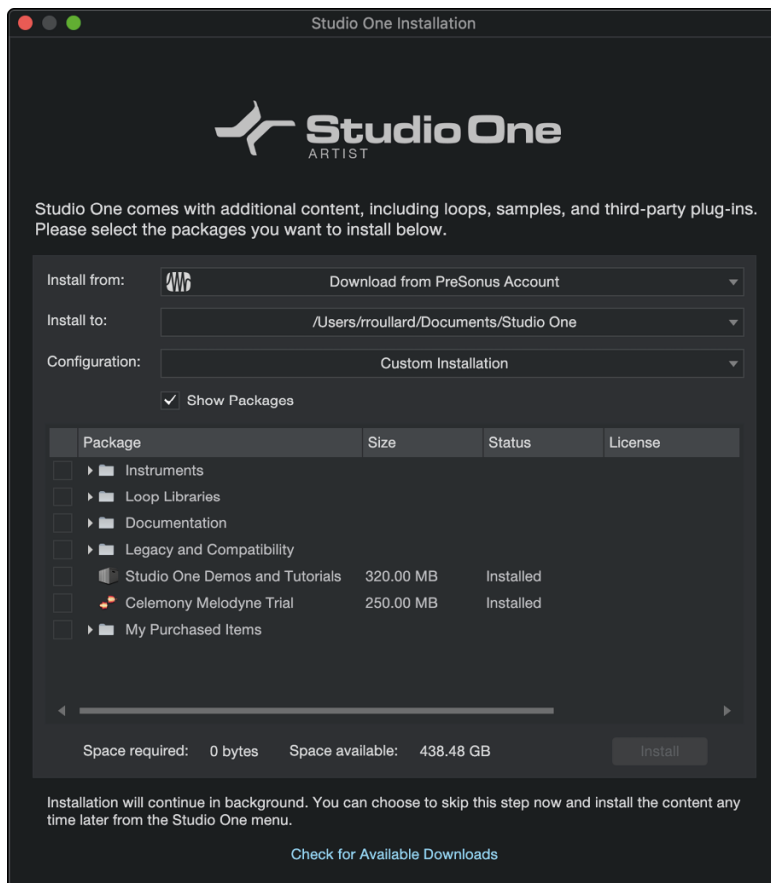 Studio One Installation
Studio One
ARTIST
Studio One comes with additional content, including loops, samples, and third-party plug-ins.
Please select the packages you want to install below.
Install from: Download from PreSonus Account
Install to: /Users/rroullard/Documents/Studio One
Configuration: Custom Installation
Show Packages
Package Size Status License
Instruments
Loop Libraries
Documentation
Legacy and Compatibility
Studio One Demos and Tutorials 320.00 MB Installed
Celemony Melodyne Trial 250.00 MB Installed
My Purchased Items
Space required: 0 bytes Space available: 438.48 GB Install
Installation will continue in background. You can choose to skip this step now and install the content any
time later from the Studio One menu.
Check for Available Downloads